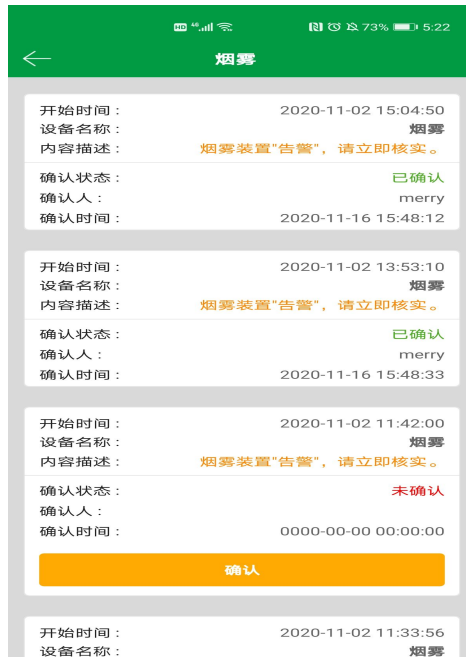 HD 4G 73% 5:22
烟雾
开始时间： 2020-11-02 15:04:50
设备名称： 烟雾
内容描述： 烟雾装置"告警"，请立即核实。
确认状态： 已确认
确认人： merry
确认时间： 2020-11-16 15:48:12
开始时间： 2020-11-02 13:53:10
设备名称： 烟雾
内容描述： 烟雾装置"告警"，请立即核实。
确认状态： 已确认
确认人： merry
确认时间： 2020-11-16 15:48:33
开始时间： 2020-11-02 11:42:00
设备名称： 烟雾
内容描述： 烟雾装置"告警"，请立即核实。
确认状态： 未确认
确认人：
确认时间： 0000-00-00 00:00:00
确认
开始时间： 2020-11-02 11:33:56
设备名称： 烟雾